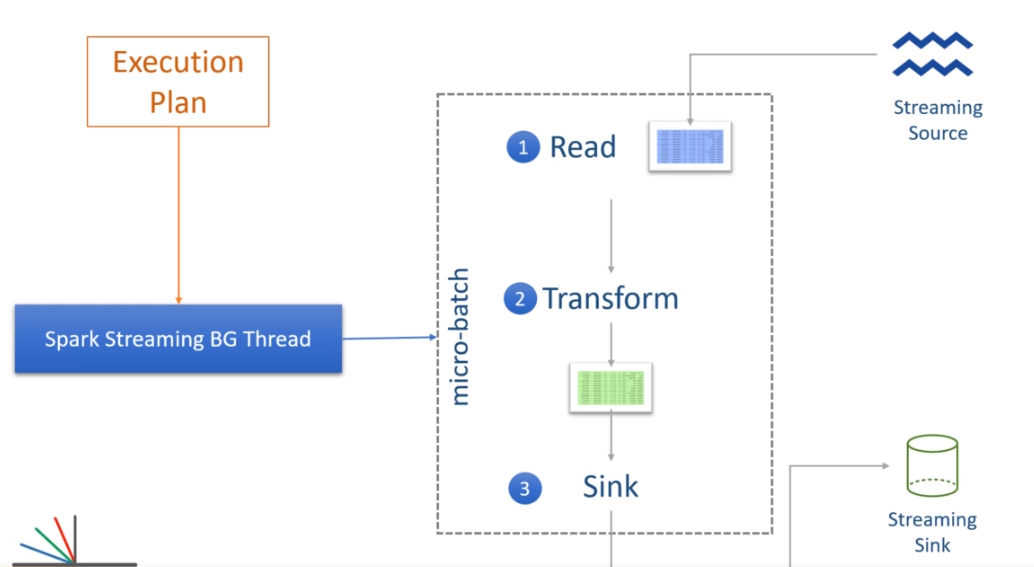 Execution
Plan
Streaming
Source
1 Read
2 Transform
micro-batch
Spark Streaming BG Thread
3 Sink
Streaming
Sink